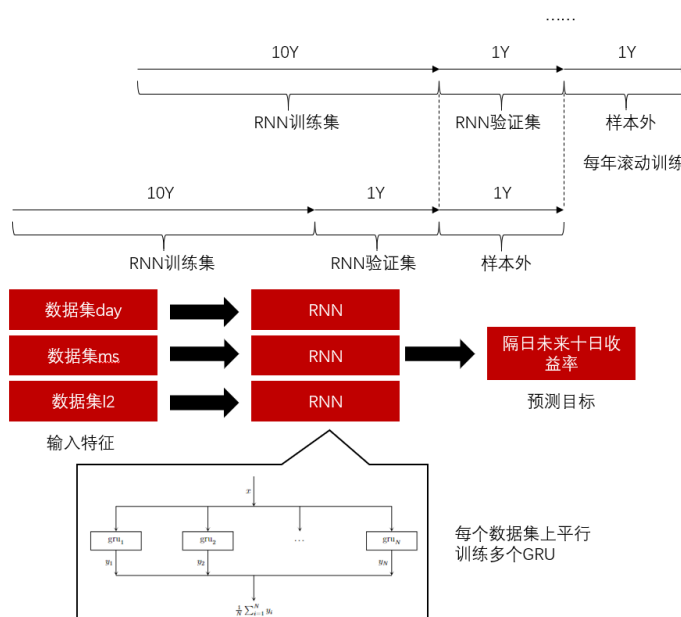 ……
10Y 1Y 1Y
RNN训练集 RNN验证集 样本外
每年滚动训练
10Y 1Y 1Y
RNN训练集 RNN验证集 样本外
数据集day RNN
数据集ms RNN
隔日未来十日收
益率
数据集l2 RNN
预测目标
输入特征
x
gru₁ gru₂ … gru_N
y₁ y₂ y_N
每个数据集上平行
训练多个GRU
1/N ∑_{i=1}^{N} y_i